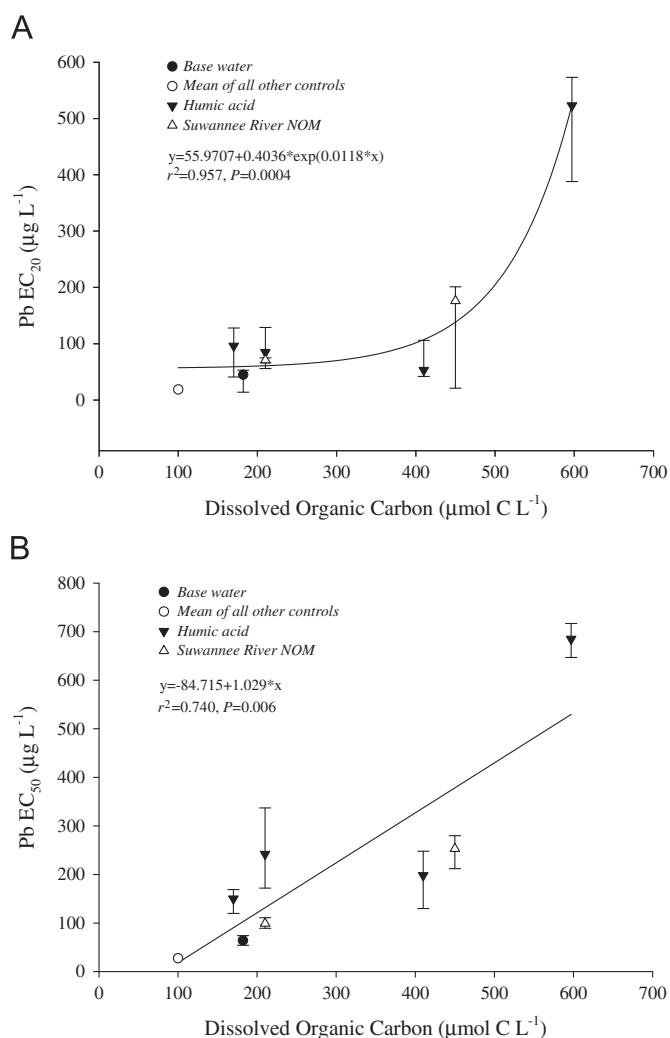 A
600
500
400
300
200
100
0
Pb EC20 (µg L-1)
● Base water
○ Mean of all other controls
▼ Humic acid
△ Suwannee River NOM
y=55.9707+0.4036*exp(0.0118*x)
r2=0.957, P=0.0004
0 100 200 300 400 500 600 700
Dissolved Organic Carbon (µmol C L-1)
B
800
700
600
500
400
300
200
100
0
Pb EC50 (µg L-1)
● Base water
○ Mean of all other controls
▼ Humic acid
△ Suwannee River NOM
y=-84.715+1.029*x
r2=0.740, P=0.006
0 100 200 300 400 500 600 700
Dissolved Organic Carbon (µmol C L-1)